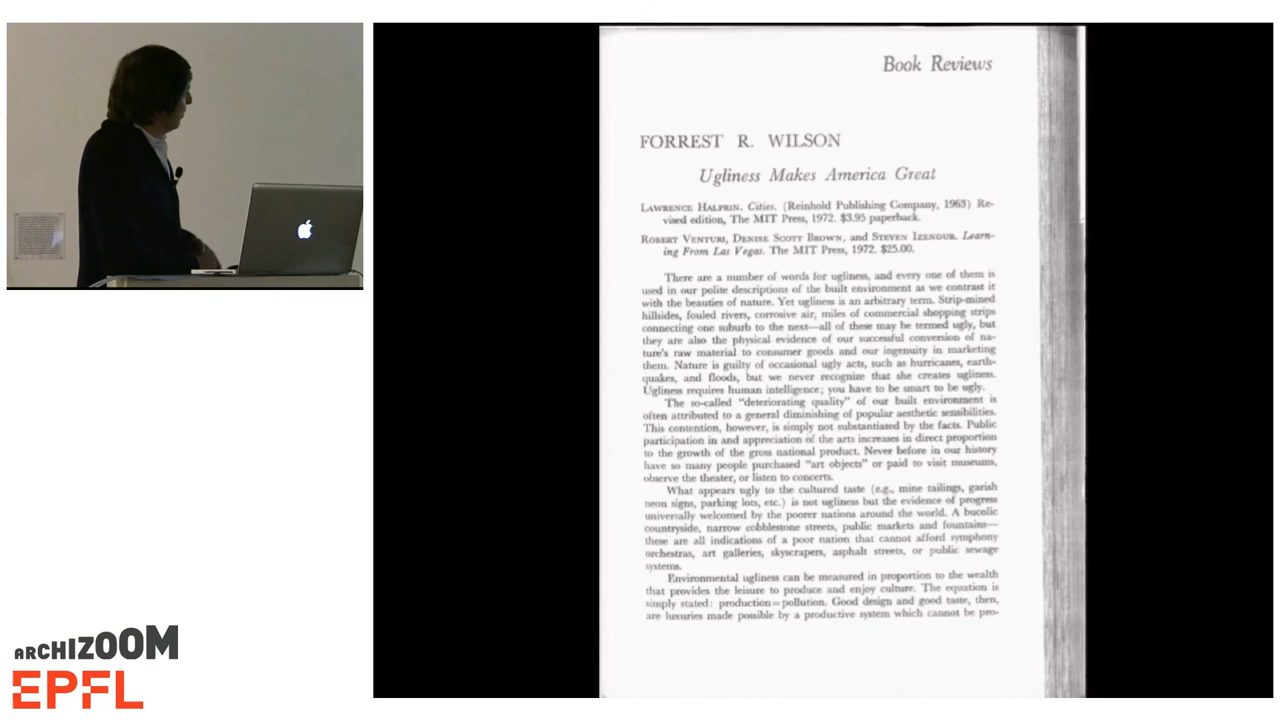 Book Reviews
FORREST R. WILSON
Ugliness Makes America Great
LAWRENCE HALPRIN. Cities. (Reinhold Publishing Company, 1963) Re-
vised edition, The MIT Press, 1972. $3.95 paperback.
ROBERT VENTURI, DENISE SCOTT BROWN, and STEVEN IZENOUR. Learn-
ing From Las Vegas. The MIT Press, 1972. $25.00.
There are a number of words for ugliness, and every one of them is
used in our polite descriptions of the built environment as we contrast it
with the beauties of nature. Yet ugliness is an arbitrary term. Strip-mined
hillsides, fouled rivers, corrosive air, miles of commercial shopping strips
connecting one suburb to the next—all of these may be termed ugly, but
they are also the physical evidence of our successful conversion of na-
ture's raw material to consumer goods and our ingenuity in marketing
them. Nature is guilty of occasional ugly acts, such as hurricanes, earth-
quakes, and floods, but we never recognize that she creates ugliness.
Ugliness requires human intelligence; you have to be smart to be ugly.
The so-called "deteriorating quality" of our built environment is
often attributed to a general diminishing of popular aesthetic sensibilities.
This contention, however, is simply not substantiated by the facts. Public
participation in and appreciation of the arts increases in direct proportion
to the growth of the gross national product. Never before in our history
have so many people purchased "art objects" or paid to visit museums,
observe the theater, or listen to concerts.
What appears ugly to the cultured taste (e.g., mine tailings, garish
neon signs, parking lots, etc.) is not ugliness but the evidence of progress
universally welcomed by the poorer nations around the world. A bucolic
countryside, narrow cobblestone streets, public markets and fountains—
these are all indications of a poor nation that cannot afford symphony
orchestras, art galleries, skyscrapers, asphalt streets, or public sewage
systems.
Environmental ugliness can be measured in proportion to the wealth
that provides the leisure to produce and enjoy culture. The equation is
simply stated: production=pollution. Good design and good taste, then,
are luxuries made possible by a productive system which cannot be pro-
ARCHIZOOM
EPFL